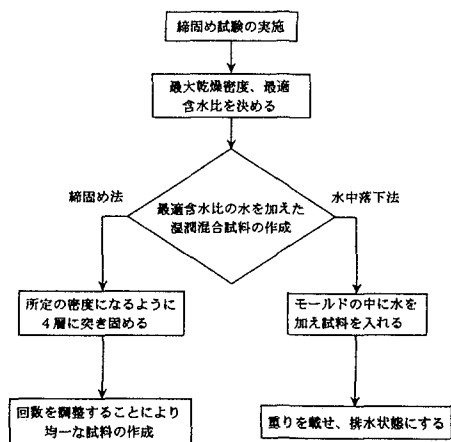 締固め試験の実施
最大乾燥密度、最適
含水比を決める
締固め法
水中落下法
最適含水比の水を加えた
湿潤混合試料の作成
所定の密度になるように
4層に突き固める
モールドの中に水を
加え試料を入れる
回数を調整することにより
均一な試料の作成
重りを載せ、排水状態にする